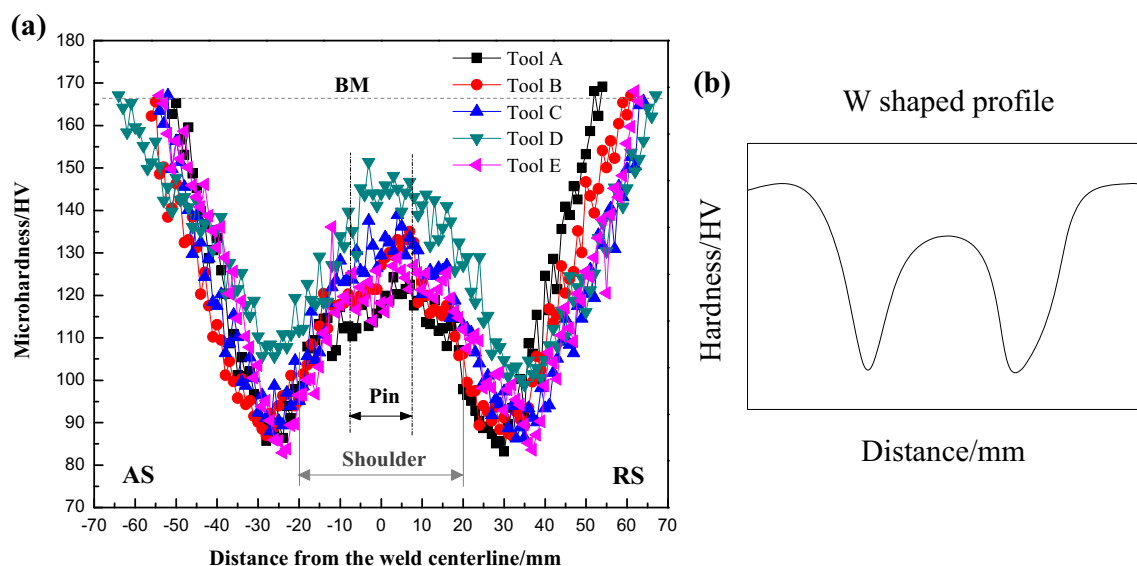 (a)
180
170
160
150
140
130
120
110
100
90
80
70
Microhardness/HV
BM
Tool A
Tool B
Tool C
Tool D
Tool E
Pin
Shoulder
AS
RS
-70 -60 -50 -40 -30 -20 -10 0 10 20 30 40 50 60 70
Distance from the weld centerline/mm
(b)
W shaped profile
Hardness/HV
Distance/mm